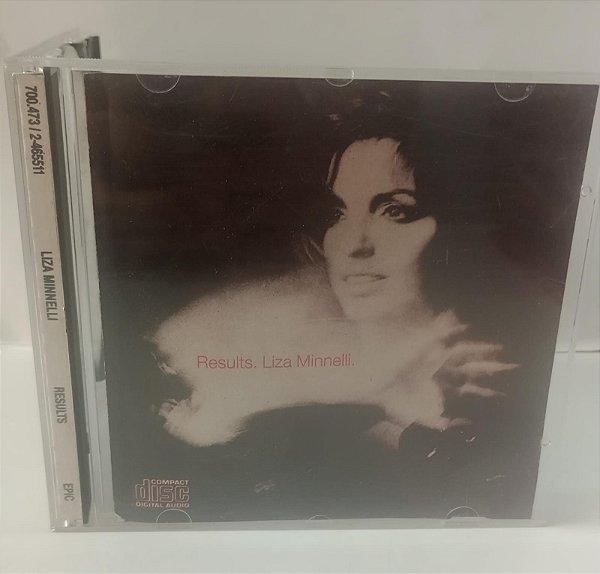 700.473 / 2-465511 LIZA MINNELLI RESULTS EPIC
Results. Liza Minnelli.
COMPACT
disc
DIGITAL AUDIO